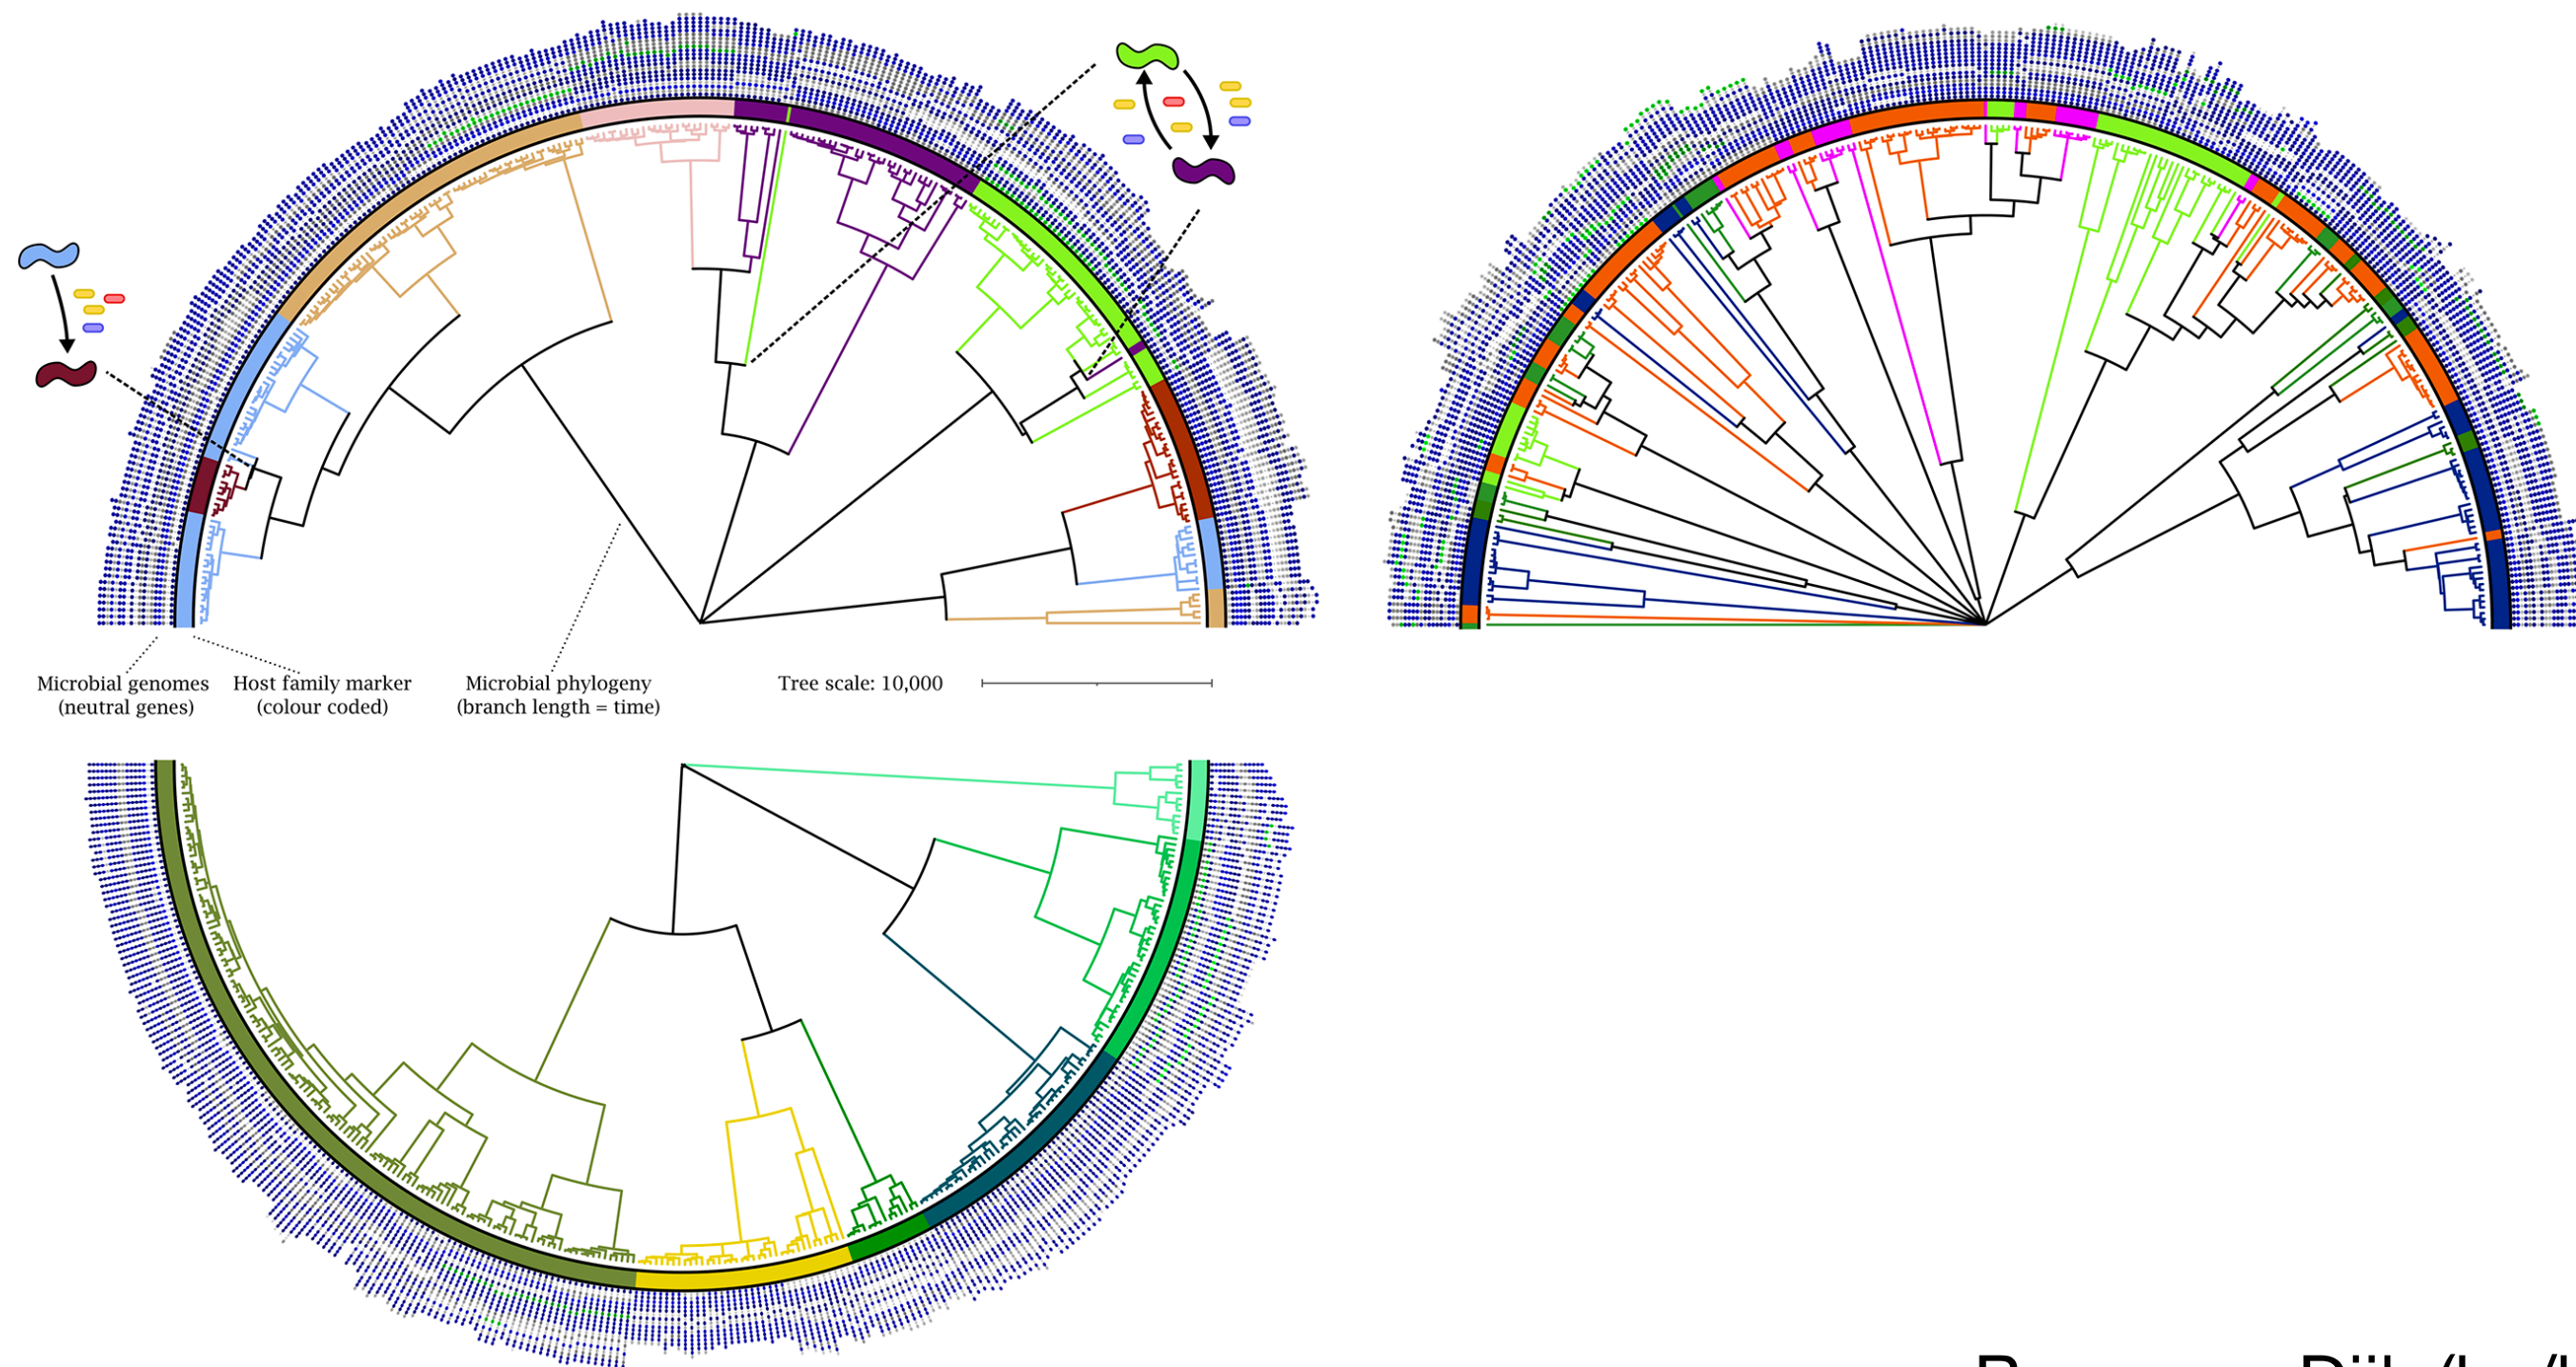 Microbial genomes
(neutral genes)
Host family marker
(colour coded)
Microbial phylogeny
(branch length = time)
Tree scale: 10,000